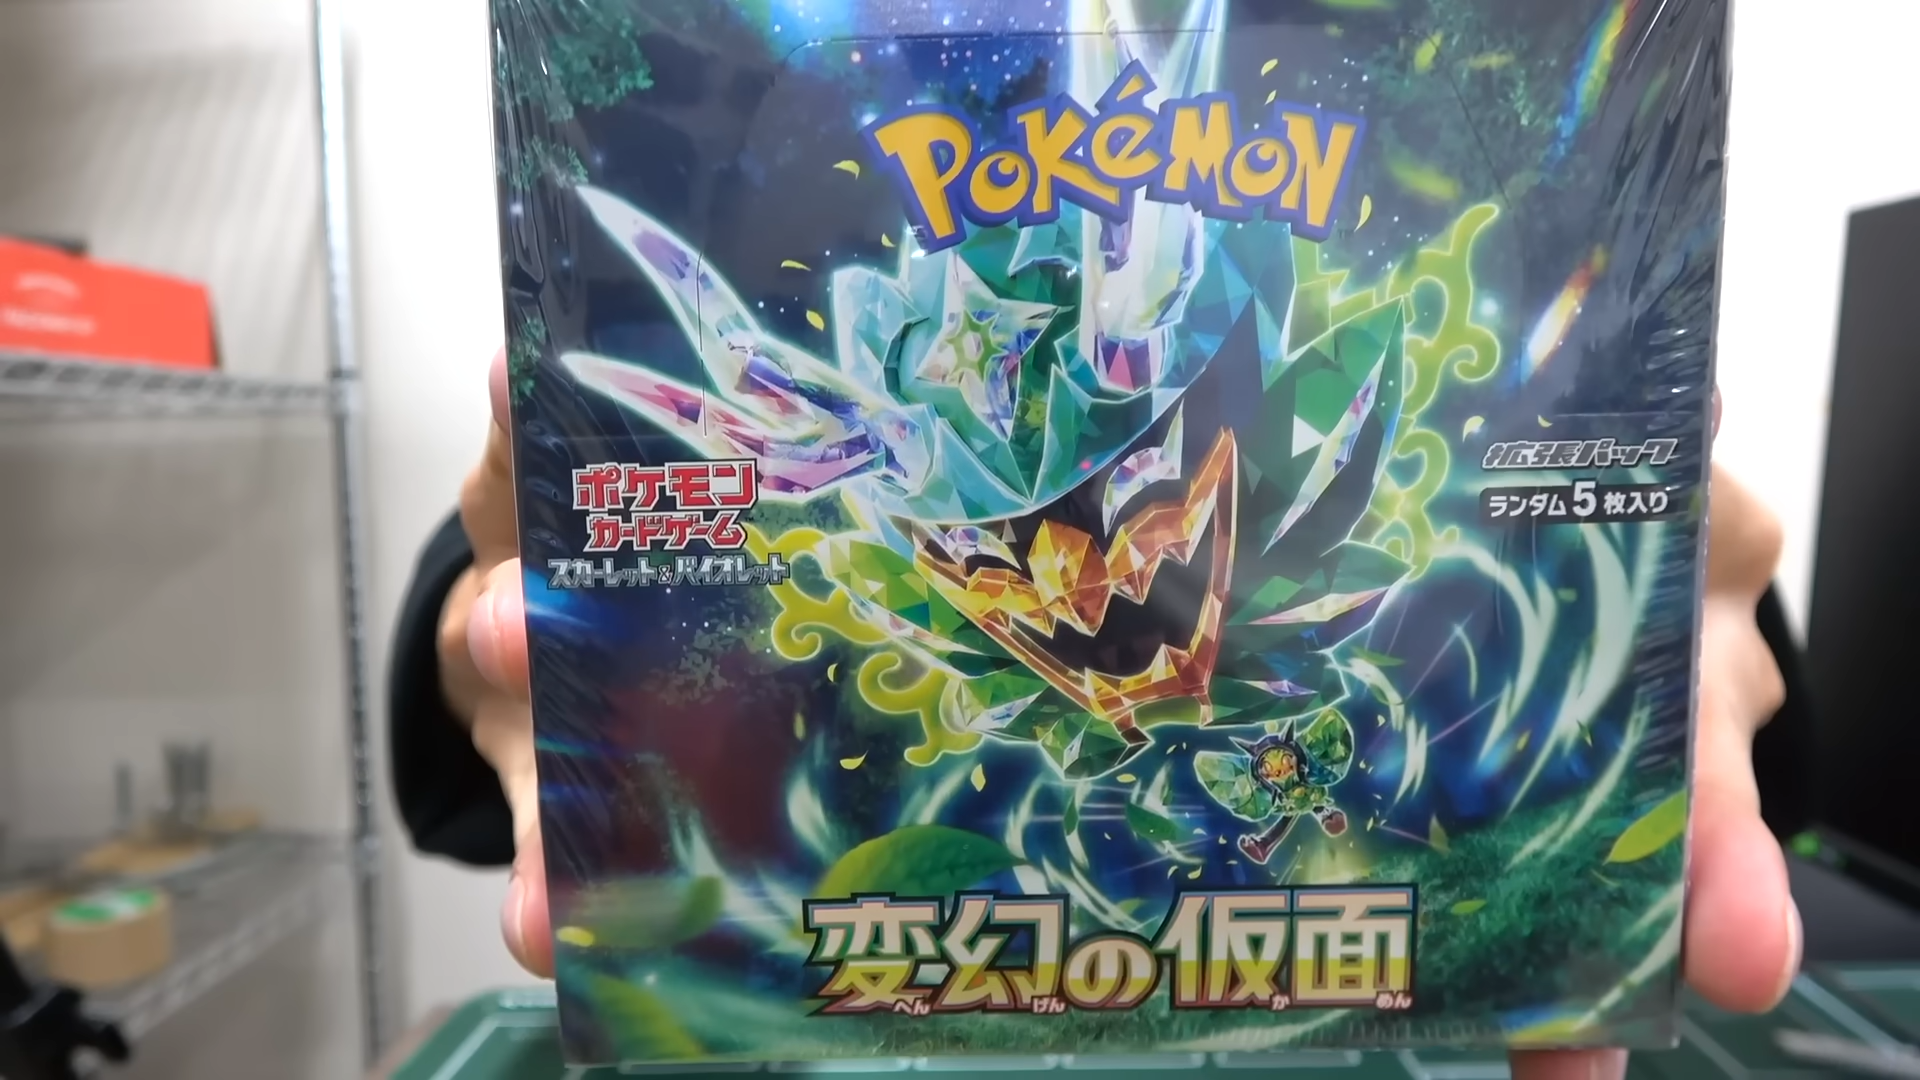 POKéMON
ポケモン
カードゲーム
スカーレット&バイオレット
拡張パック
ランダム5枚入り
変幻の仮面
へん げん か めん